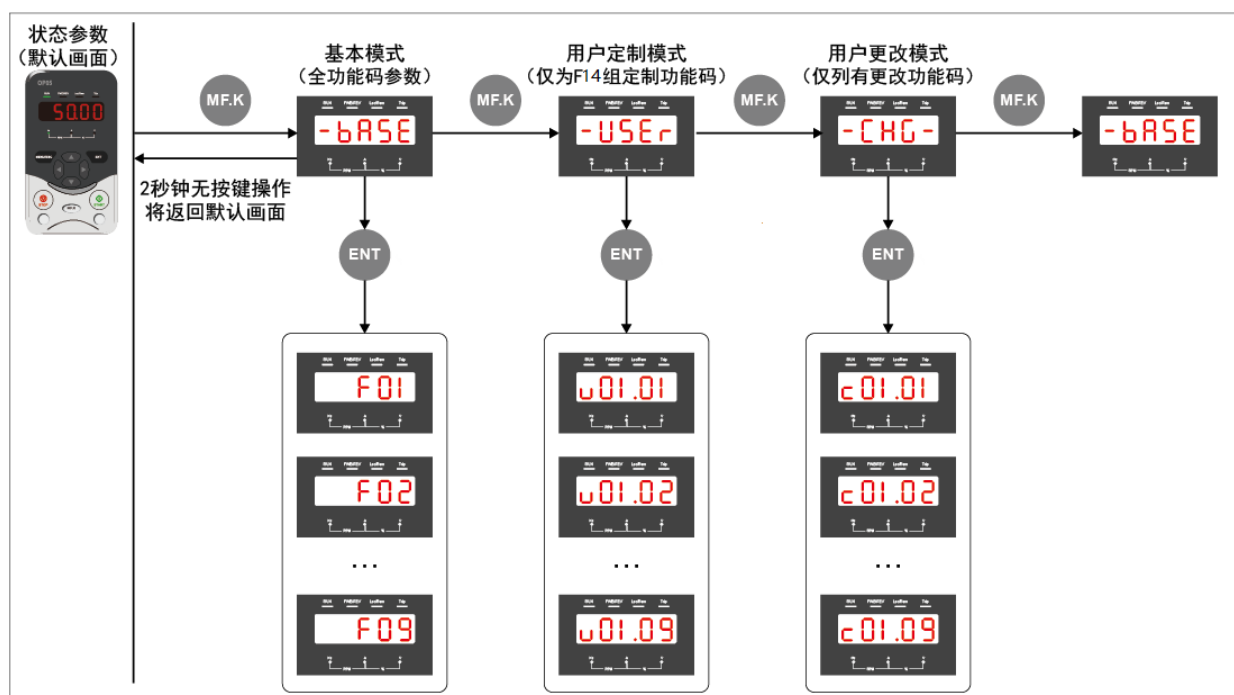 状态参数
（默认画面）
OPSS
50.00
STOP
MF.K
START
2秒钟无按键操作
将返回默认画面
MF.K
基本模式
（全功能码参数）
-bASE
MF.K
用户定制模式
（仅为F14组定制功能码）
-USEr
MF.K
用户更改模式
（仅列有更改功能码）
-CHG-
MF.K
-bASE
ENT
ENT
ENT
F01
F02
...
F09
u01.01
u01.02
...
u01.09
c01.01
c01.02
...
c01.09